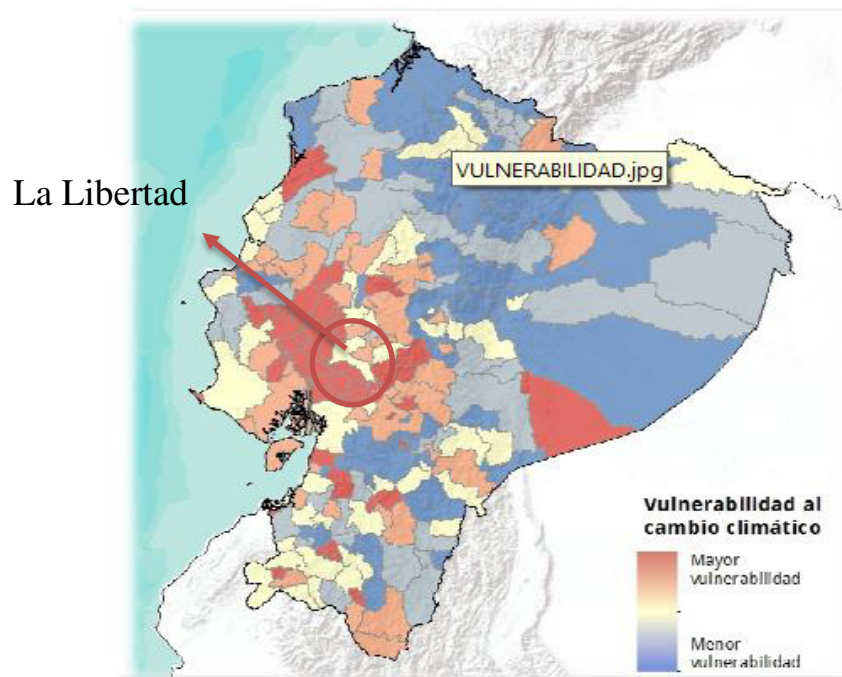 La Libertad
VULNERABILIDAD.jpg
Vulnerabilidad al
cambio climático
Mayor
vulnerabilidad
Menor
vulnerabilidad